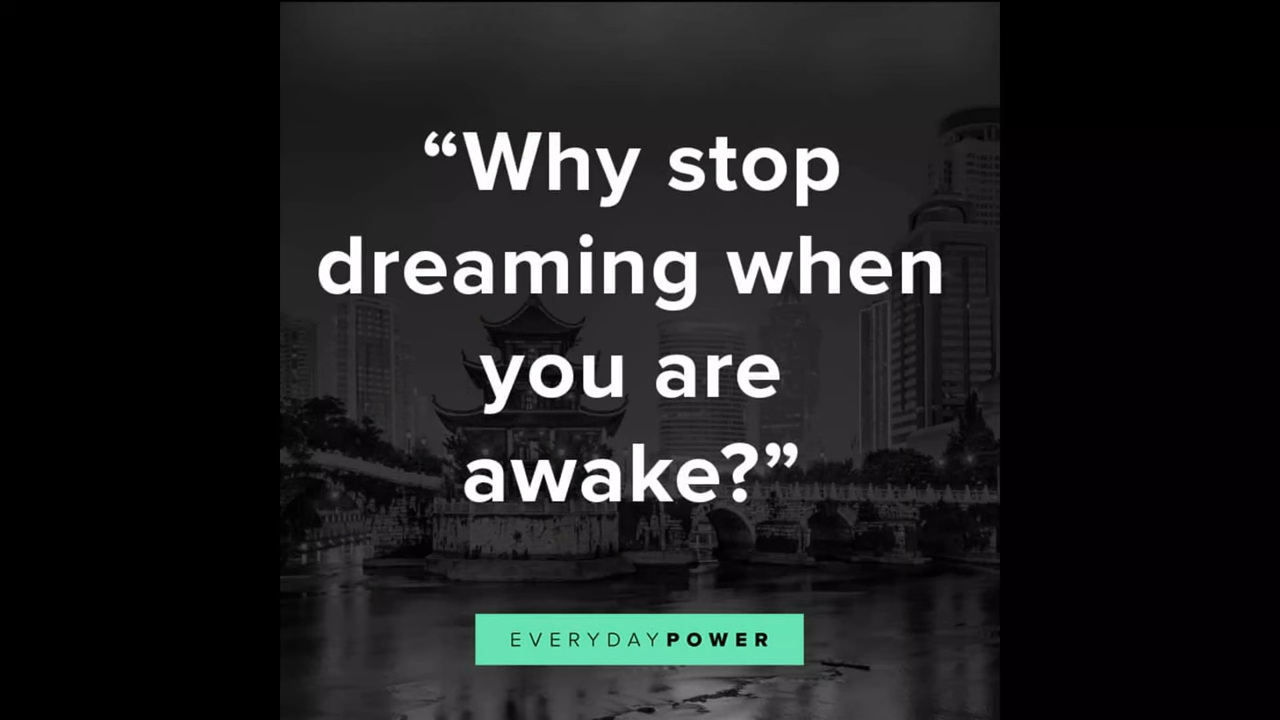 “Why stop
dreaming when
you are
awake?”
EVERYDAYPOWER